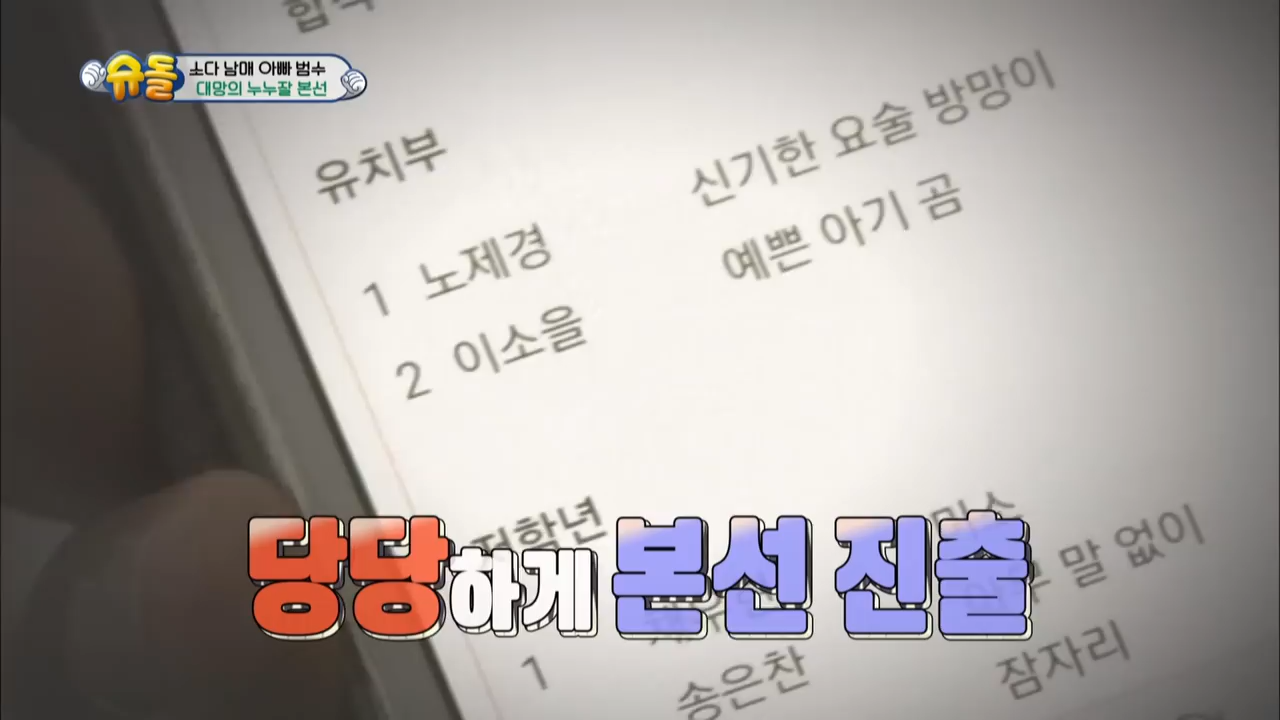 슈돌
소다 남매 아빠 범수
대망의 누누잘 본선
유치부
1 노제경 신기한 요술 방망이
2 이소을 예쁜 아기 곰
저학년
당당하게 본선 진출
말 없이
1 송은찬 잠자리